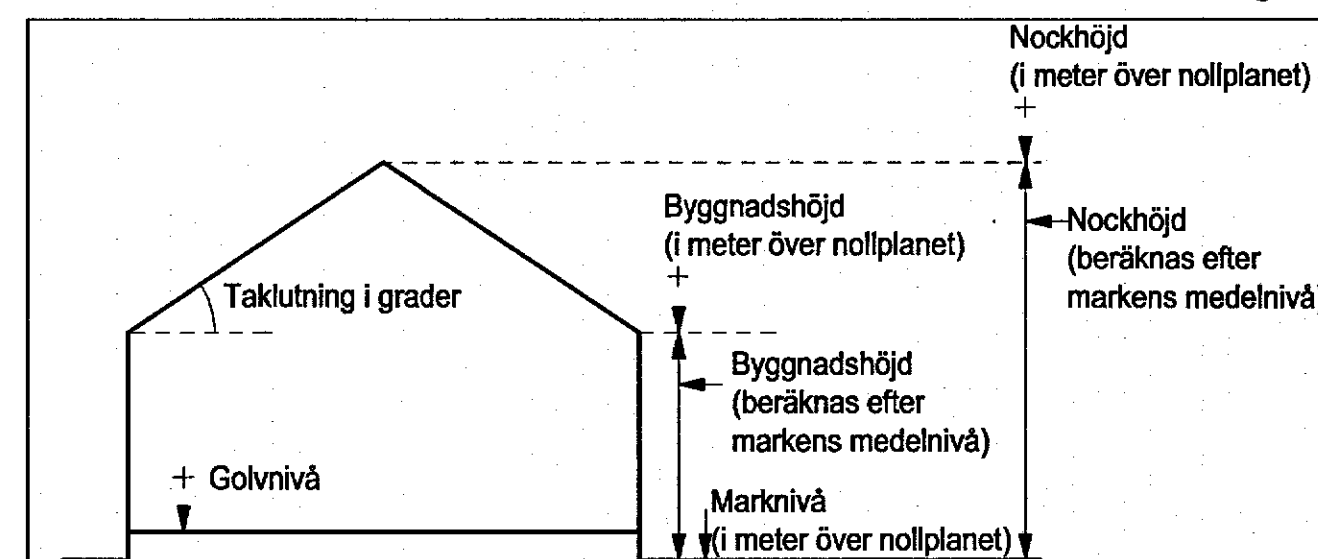 Nockhöjd
(i meter över nollplanet)
+
Byggnadshöjd
(i meter över nollplanet)
+
Nockhöjd
(beräknas efter
markens medelnivå)
Taklutning i grader
Byggnadshöjd
(beräknas efter
markens medelnivå)
+ Golvnivå
Marknivå
(i meter över nollplanet)